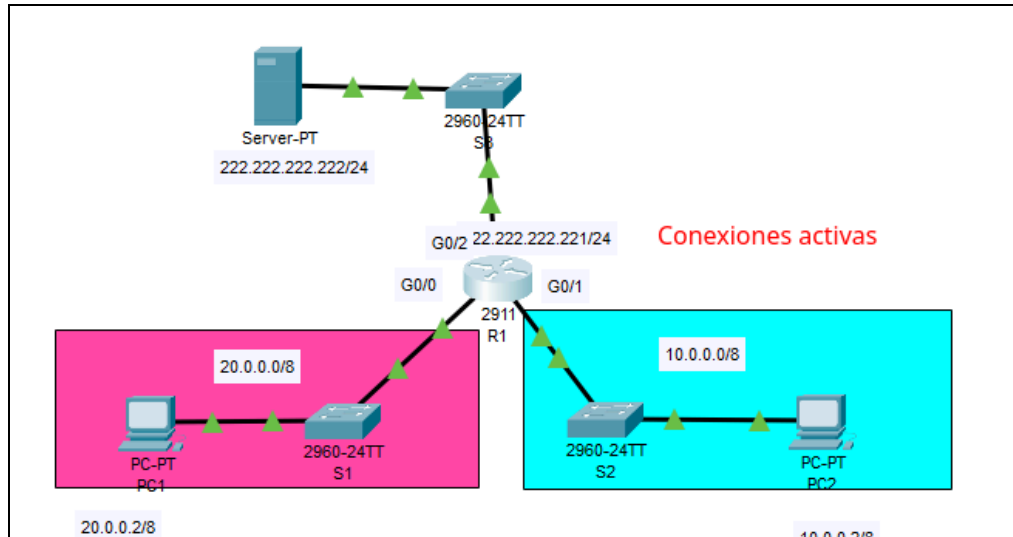 2960-24TT
S3
Server-PT
222.222.222.222/24
G0/2
22.222.222.221/24
Conexiones activas
G0/0
G0/1
2911
R1
20.0.0.0/8
10.0.0.0/8
2960-24TT
S1
PC-PT
PC1
2960-24TT
S2
PC-PT
PC2
20.0.0.2/8